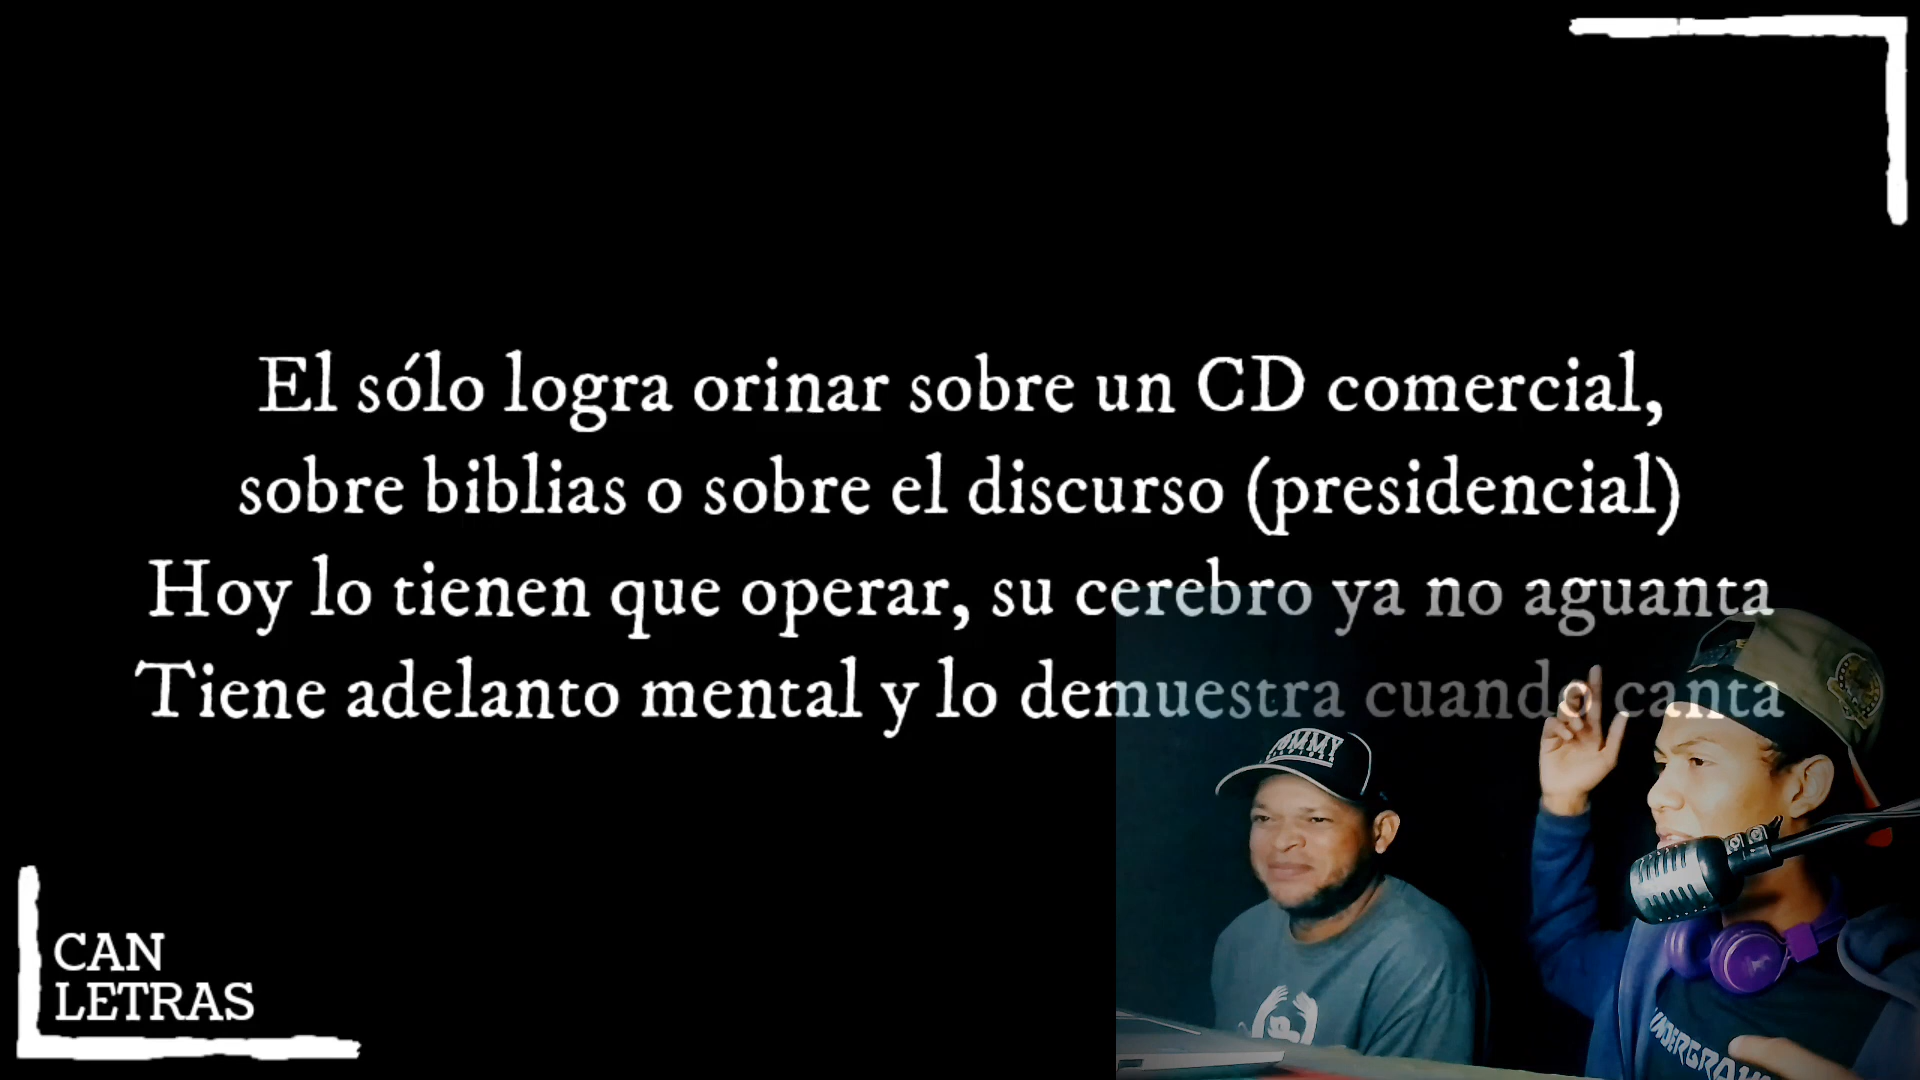 El sólo logra orinar sobre un CD comercial,
sobre biblias o sobre el discurso (presidencial)
Hoy lo tienen que operar, su cerebro ya no aguanta
Tiene adelanto mental y lo demuestra cuando canta
TOMMY
CAN
LETRAS